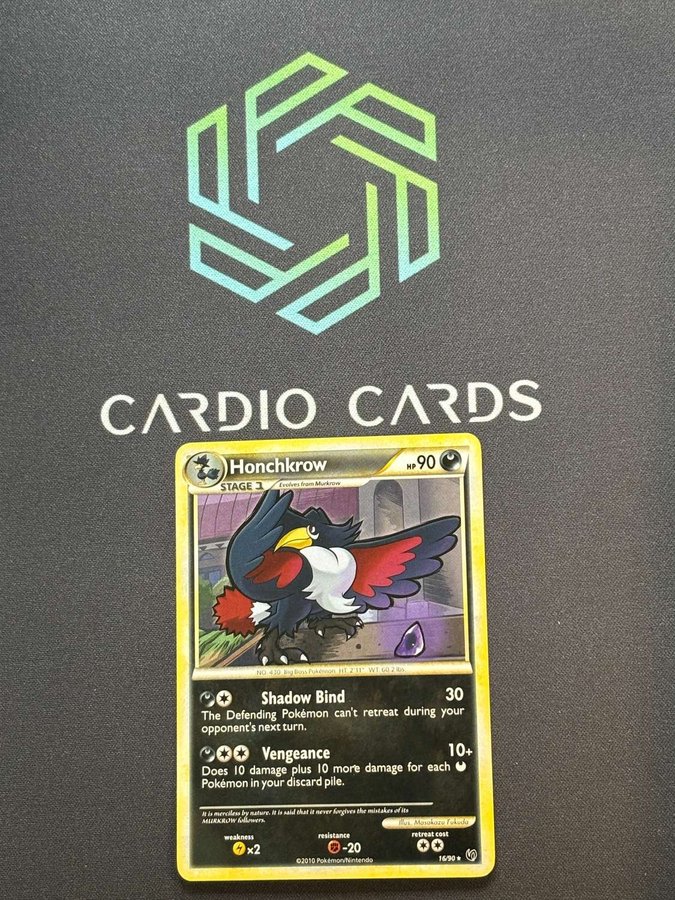 CARDIO CARDS
Honchkrow HP 90
STAGE 1 Evolves from Murkrow
NO. 430 Big Boss Pokémon HT: 2'11" WT: 60.2 lbs.
Shadow Bind 30
The Defending Pokémon can't retreat during your
opponent's next turn.
Vengeance 10+
Does 10 damage plus 10 more damage for each
Pokémon in your discard pile.
It is merciless by nature. It is said that it never forgives the mistakes of its
MURKROW followers.
Illus. Masakazu Fukuda
weakness resistance retreat cost
x2 -20
©2010 Pokémon/Nintendo 16/90 ★